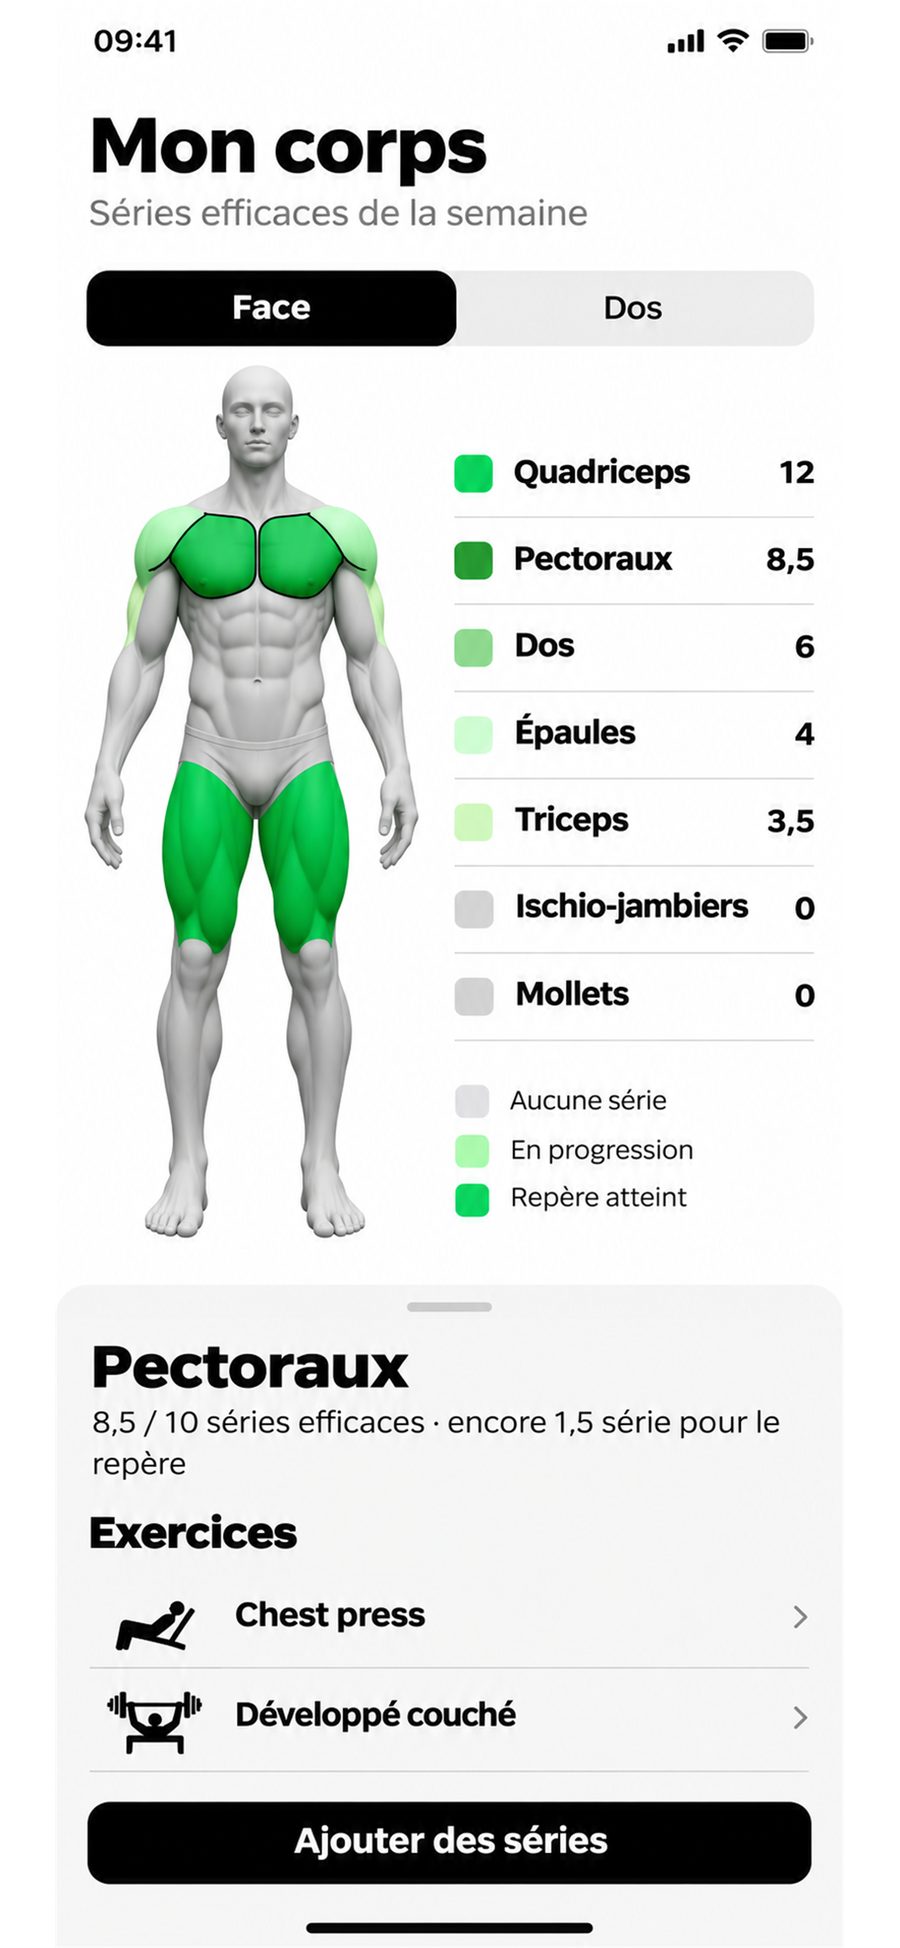 09:41
Mon corps
Séries efficaces de la semaine
Face
Dos
Quadriceps 12
Pectoraux 8,5
Dos 6
Épaules 4
Triceps 3,5
Ischio-jambiers 0
Mollets 0
Aucune série
En progression
Repère atteint
Pectoraux
8,5 / 10 séries efficaces · encore 1,5 série pour le
repère
Exercices
Chest press
Développé couché
Ajouter des séries